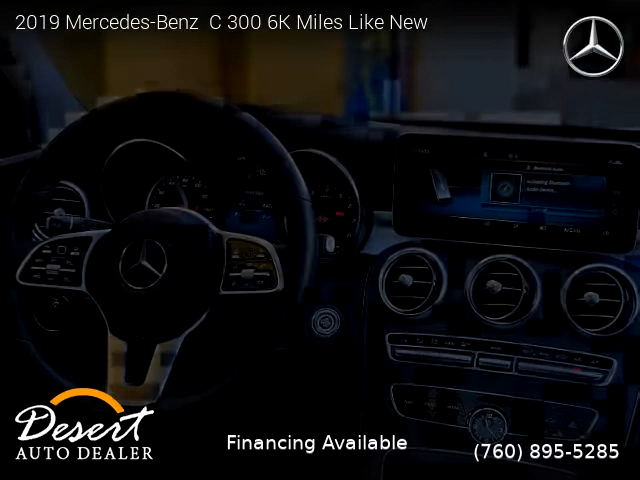 2019 Mercedes-Benz C 300 6K Miles Like New
Desert
AUTO DEALER
Financing Available
(760) 895-5285